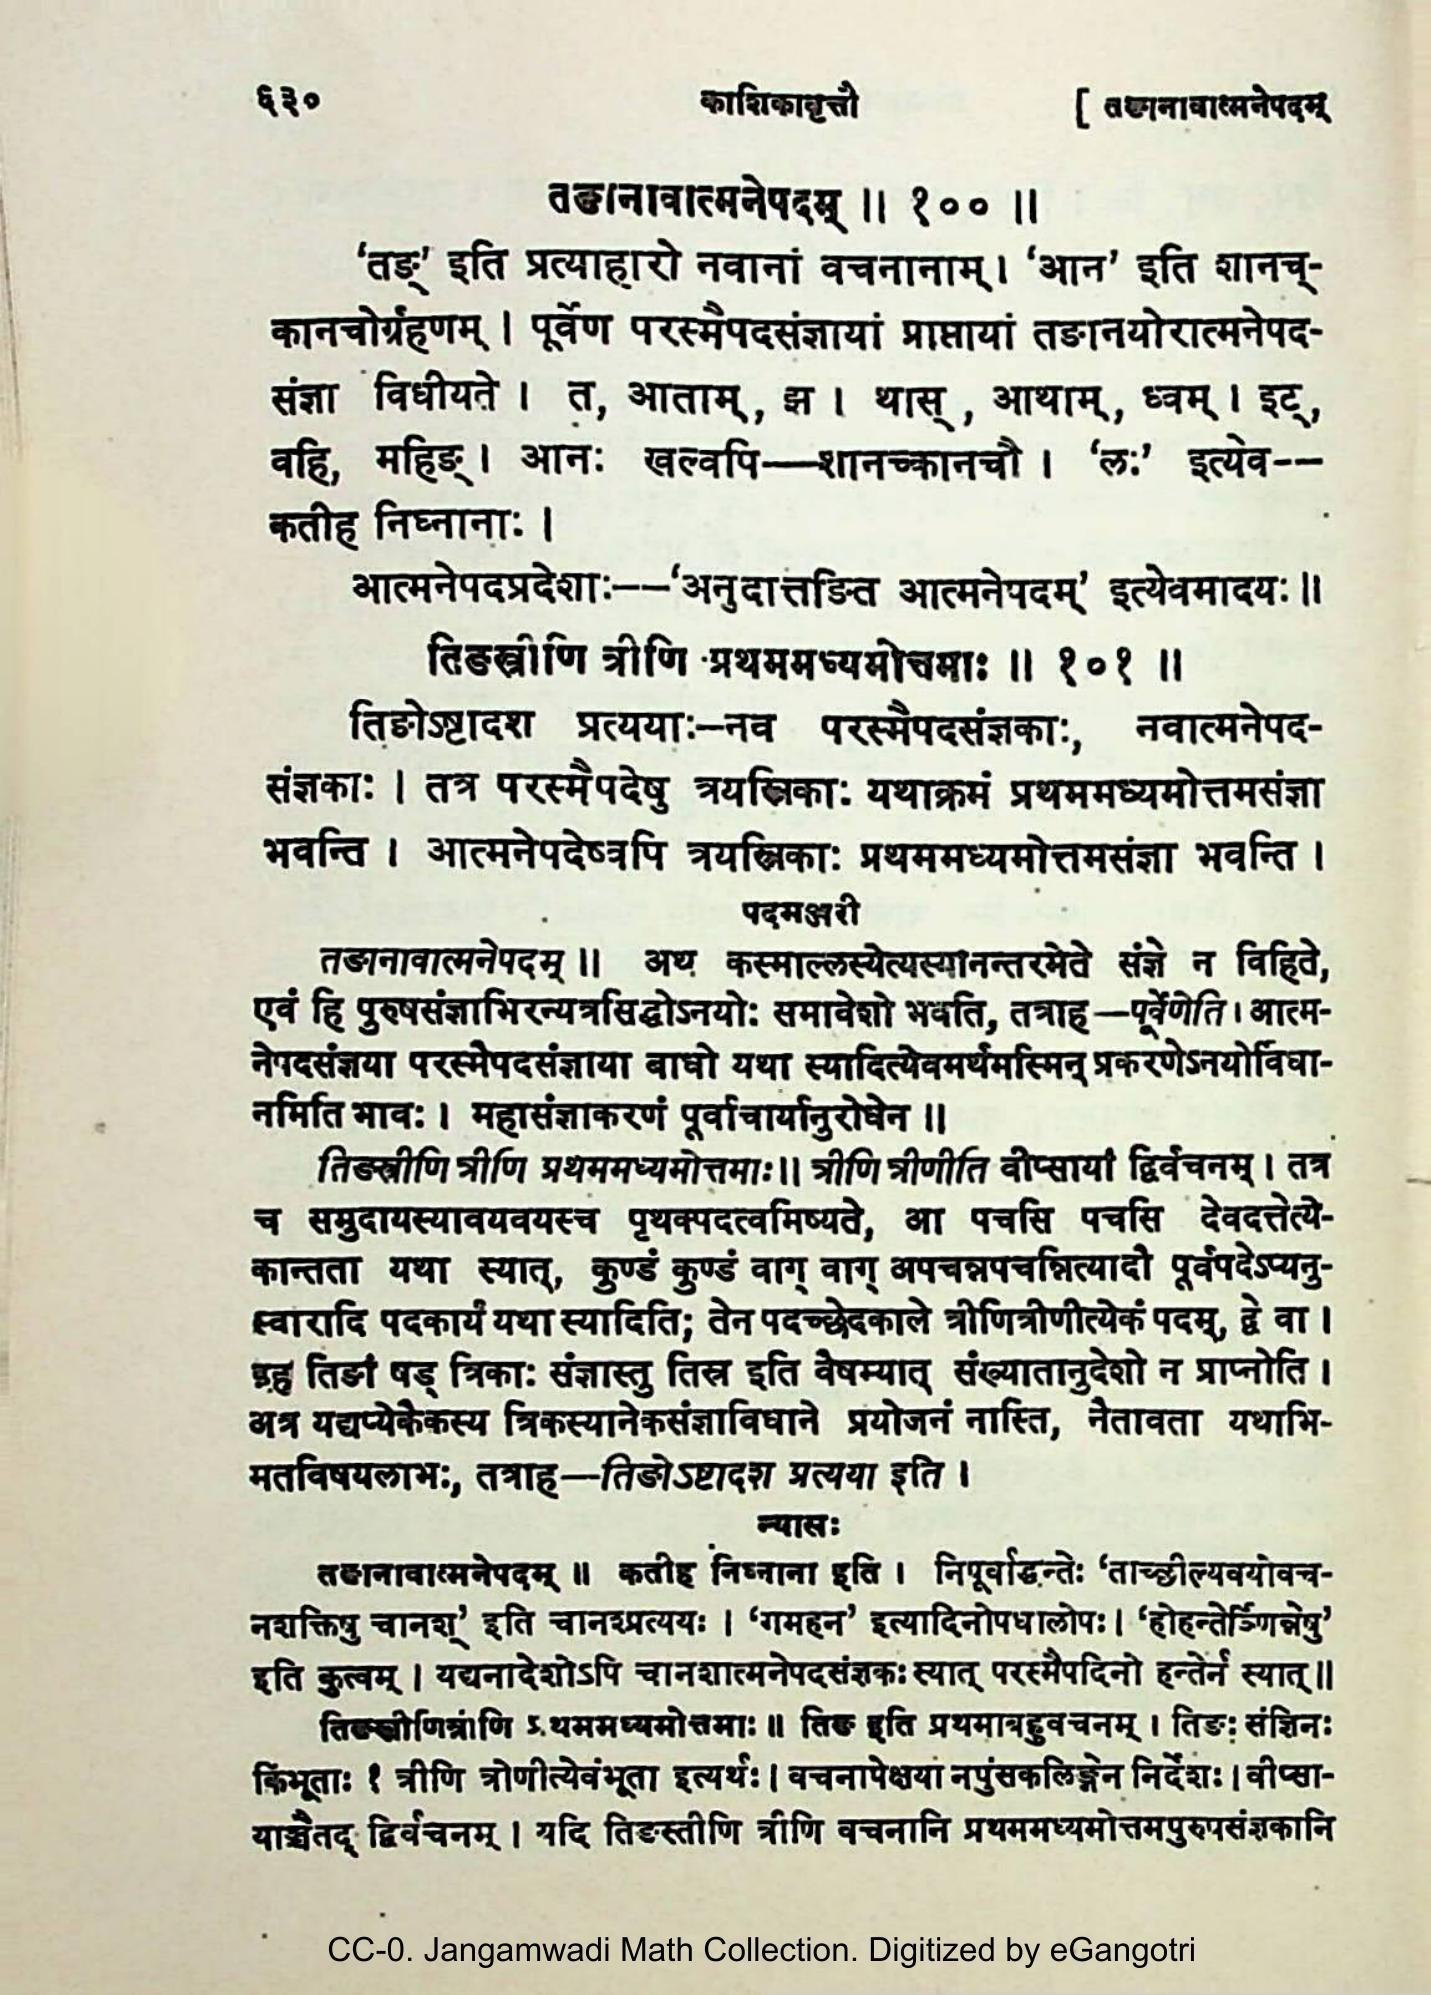 ६३० काशिकावृत्तौ [ तङानावात्मनेपदम्
तङानावात्मनेपदम् ॥ १०० ॥
‘तङ्’ इति प्रत्याहारो नवानां वचनानाम् । ‘आन’ इति शानच्-
कानचोर्ग्रहणम् । पूर्वेण परस्मैपदसंज्ञायां प्राप्तायां तङानयोरात्मनेपद-
संज्ञा विधीयते । त, आताम्, झ । थास्, आथाम्, ध्वम् । इट्,
वहि, महिङ् । आनः खल्वपि—शानच्कानचौ । ‘लः’ इत्येव--
कतीह निघ्नानाः ।
आत्मनेपदप्रदेशाः--‘अनुदात्तङित आत्मनेपदम्’ इत्येवमादयः ॥
तिङस्त्रीणि त्रीणि प्रथममध्यमोत्तमाः ॥ १०१ ॥
तिङोऽष्टादश प्रत्ययाः–नव परस्मैपदसंज्ञकाः, नवात्मनेपद-
संज्ञकाः । तत्र परस्मैपदेषु त्रयस्त्रिकाः यथाक्रमं प्रथममध्यमोत्तमसंज्ञा
भवन्ति । आत्मनेपदेष्वपि त्रयस्त्रिकाः प्रथममध्यमोत्तमसंज्ञा भवन्ति ।
पदमञ्जरी
तङानावात्मनेपदम् ॥ अथ कस्माल्लस्येत्यस्यानन्तरमेते संज्ञे न विहिते,
एवं हि पुरुषसंज्ञाभिरन्यत्रसिद्धोऽनयोः समावेशो भवति, तत्राह—पूर्वेणेति । आत्म-
नेपदसंज्ञया परस्मैपदसंज्ञाया बाधो यथा स्यादित्येवमर्थमस्मिन् प्रकरणेऽनयोर्विधा-
नमिति भावः । महासंज्ञाकरणं पूर्वाचार्यानुरोधेन ॥
तिङस्त्रीणि त्रीणि प्रथममध्यमोत्तमाः ॥ त्रीणि त्रीणीति वीप्सायां द्विर्वचनम् । तत्र
च समुदायस्यावयवयस्च पृथक्पदत्वमिष्यते, आ पचसि पचसि देवदत्तेत्ये-
कान्तता यथा स्यात्, कुण्डं कुण्डं वाग् वाग् अपचन्नपचन्नित्यादौ पूर्वपदेऽप्यनु-
स्वारादि पदकार्यं यथा स्यादिति; तेन पदच्छेदकाले त्रीणित्रीणीत्येकं पदम्, द्वे वा ।
इह तिङां षड् त्रिकाः संज्ञास्तु तिस्र इति वैषम्यात् संख्यातानुदेशो न प्राप्नोति ।
अत्र यद्यप्येकैकस्य त्रिकस्यानेकसंज्ञाविधाने प्रयोजनं नास्ति, नैतावता यथाभि-
मतविषयलाभः, तत्राह—तिङोऽष्टादश प्रत्यया इति ।
न्यासः
तङानावात्मनेपदम् ॥ कतीह निघ्नाना इति । निपूर्वाद्धन्तेः ‘ताच्छील्यवयोवच-
नशक्तिषु चानश्’ इति चानश्प्रत्ययः । ‘गमहन’ इत्यादिनोपधालोपः । ‘होहन्तेर्ञ्णिन्नेषु’
इति कुत्वम् । यद्यनादेशोऽपि चानशात्मनेपदसंज्ञकः स्यात् परस्मैपदिनो हन्तेर्न स्यात् ॥
तिङस्त्रीणित्रीणि प्रथममध्यमोत्तमाः ॥ तिङ इति प्रथमाबहुवचनम् । तिङः संज्ञिनः
किंभूताः ? त्रीणि त्रीणीत्येवंभूता इत्यर्थः । वचनापेक्षया नपुंसकलिङ्गेन निर्देशः । वीप्सा-
याञ्चैतद् द्विर्वचनम् । यदि तिङस्तीणि त्रीणि वचनानि प्रथममध्यमोत्तमपुरुषसंज्ञकानि
CC-0. Jangamwadi Math Collection. Digitized by eGangotri